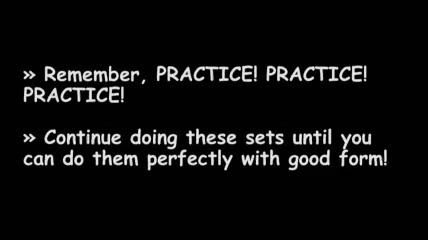 » Remember, PRACTICE! PRACTICE!
PRACTICE!
» Continue doing these sets until you
can do them perfectly with good form!